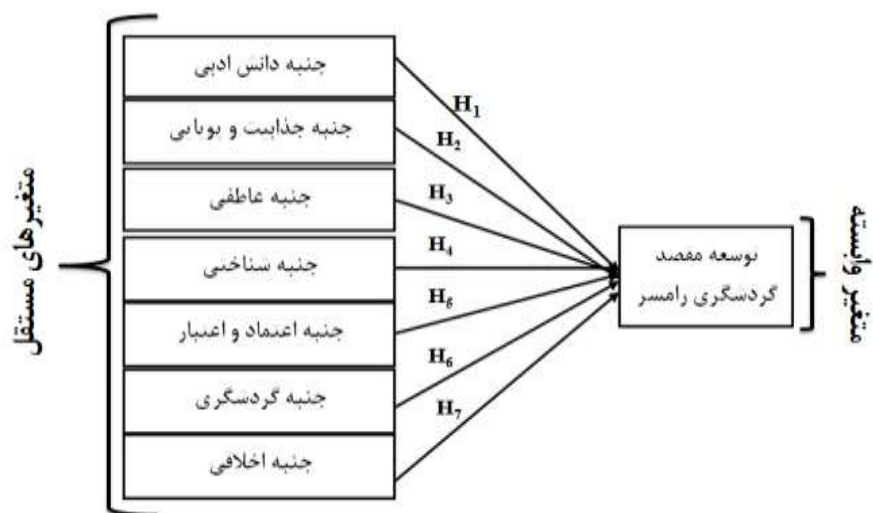 متغیرهای مستقل
جنبه دانش ادبی
جنبه جذابیت و پویایی
جنبه عاطفی
جنبه شناختی
جنبه اعتماد و اعتبار
جنبه گردشگری
جنبه اخلاقی
H1
H2
H3
H4
H5
H6
H7
توسعه مقصد
گردشگری رامسر
متغیر وابسته